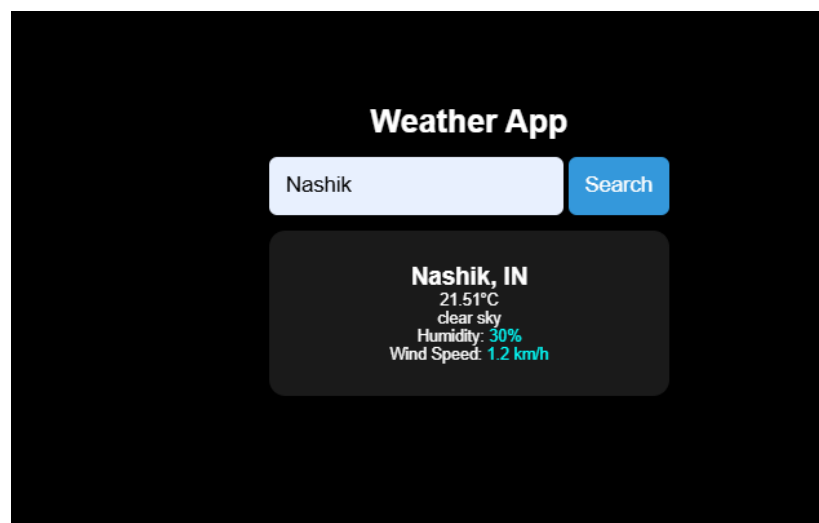 Weather App
Nashik
Search
Nashik, IN
21.51°C
clear sky
Humidity: 30%
Wind Speed: 1.2 km/h